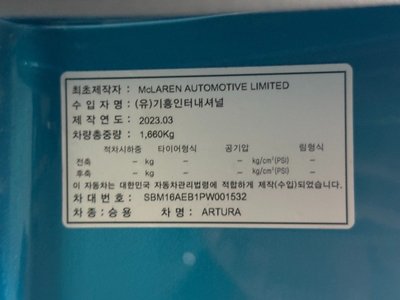 최초제작자 : McLAREN AUTOMOTIVE LIMITED
수 입 자 명 : (유)기흥인터내셔널
제 작 연 도 : 2023.03
차량총중량 : 1,660Kg
적차시하중 타이어형식 공기압 림형식
전축 – kg – – kg/cm²(PSI) –
후축 – kg – – kg/cm²(PSI) –
이 자동차는 대한민국 자동차관리법령에 적합하게 제작(수입)되었습니다.
차 대 번 호 : SBM16AEB1PW001532
차 종 : 승 용 차 명 : ARTURA